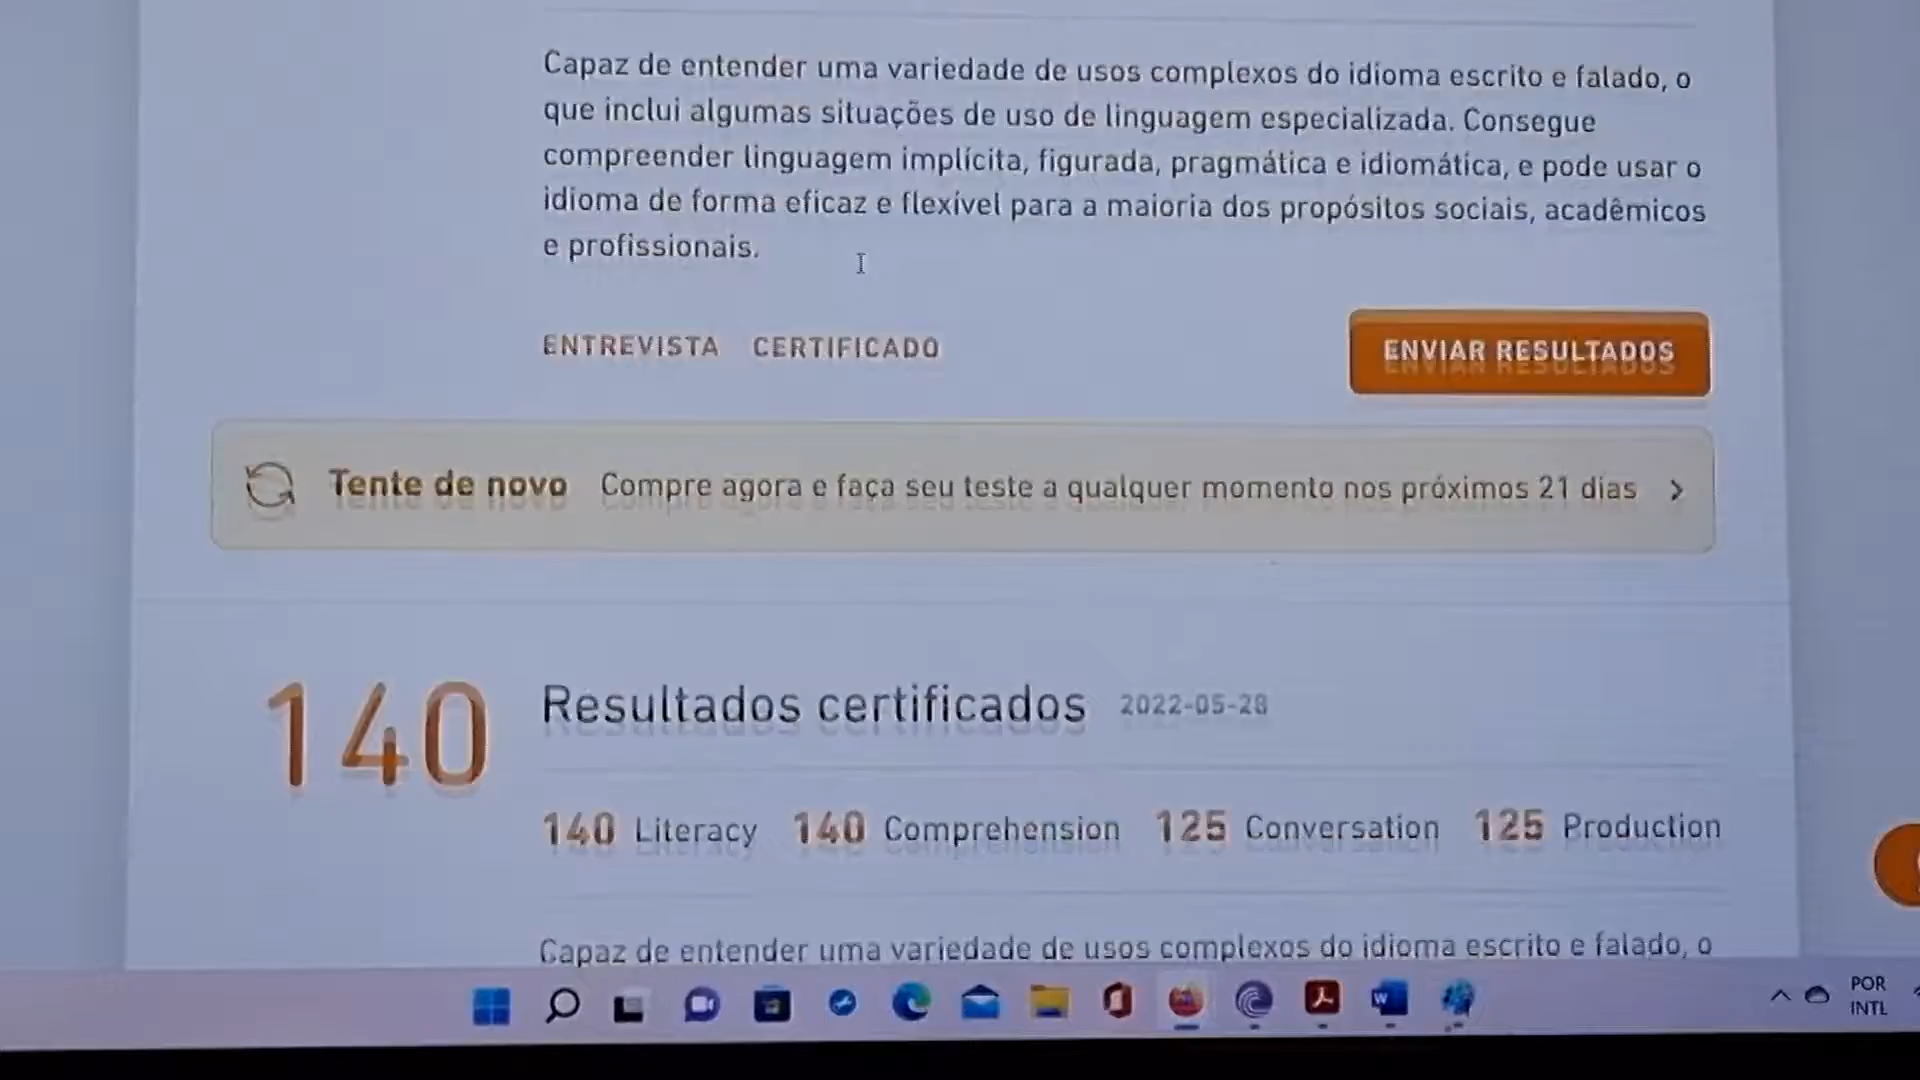 Capaz de entender uma variedade de usos complexos do idioma escrito e falado, o
que inclui algumas situações de uso de linguagem especializada. Consegue
compreender linguagem implícita, figurada, pragmática e idiomática, e pode usar o
idioma de forma eficaz e flexível para a maioria dos propósitos sociais, acadêmicos
e profissionais.
ENTREVISTA CERTIFICADO
ENVIAR RESULTADOS
Tente de novo Compre agora e faça seu teste a qualquer momento nos próximos 21 dias
140 Resultados certificados 2022-05-28
140 Literacy 140 Comprehension 125 Conversation 125 Production
Capaz de entender uma variedade de usos complexos do idioma escrito e falado, o
POR
INTL